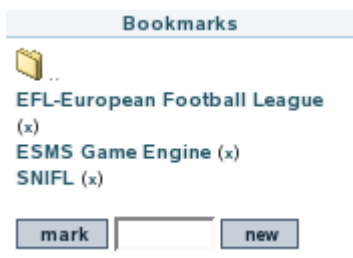 Bookmarks
..
EFL-European Football League
(x)
ESMS Game Engine (x)
SNIFL (x)
mark new